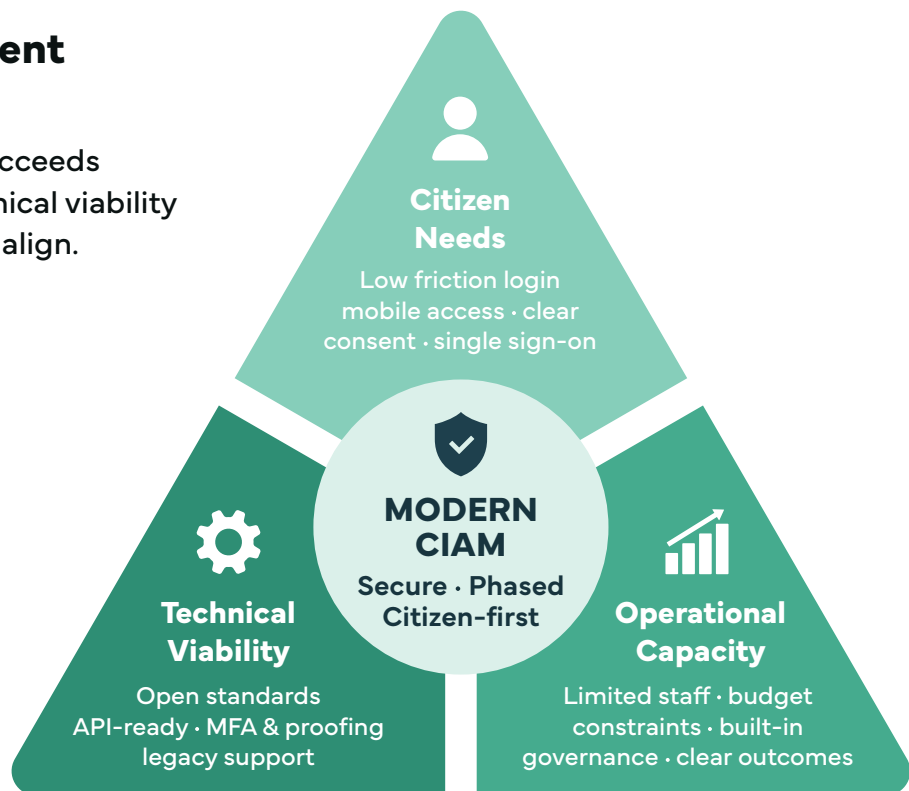 ent
cceeds
nical viability
align.
Citizen
Needs
Low friction login
mobile access · clear
consent · single sign-on
MODERN
CIAM
Secure · Phased
Citizen-first
Technical
Viability
Open standards
API-ready · MFA & proofing
legacy support
Operational
Capacity
Limited staff · budget
constraints · built-in
governance · clear outcomes